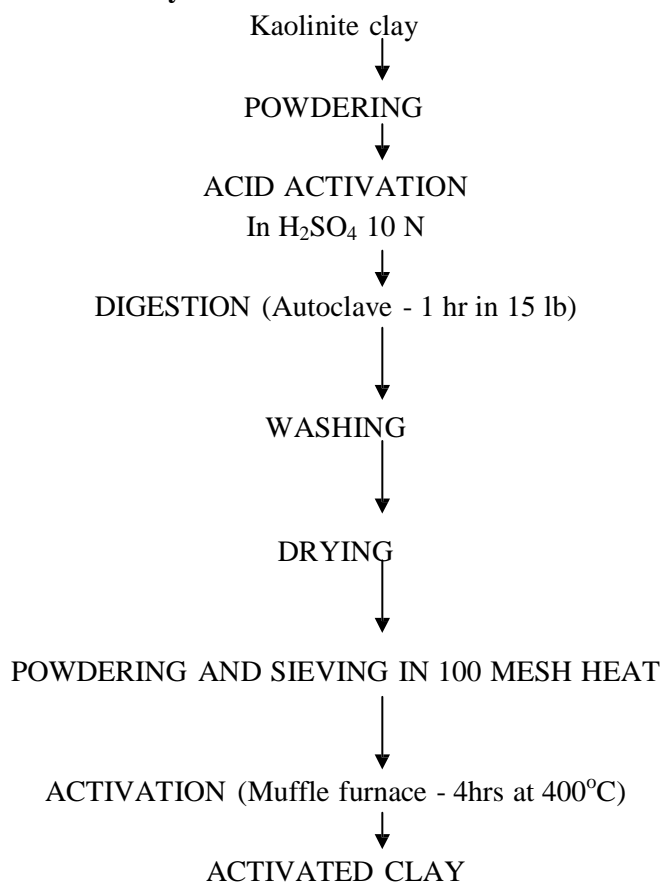 Kaolinite clay
POWDERING
ACID ACTIVATION
In H₂SO₄ 10 N
DIGESTION (Autoclave - 1 hr in 15 lb)
WASHING
DRYING
POWDERING AND SIEVING IN 100 MESH HEAT
ACTIVATION (Muffle furnace - 4hrs at 400°C)
ACTIVATED CLAY